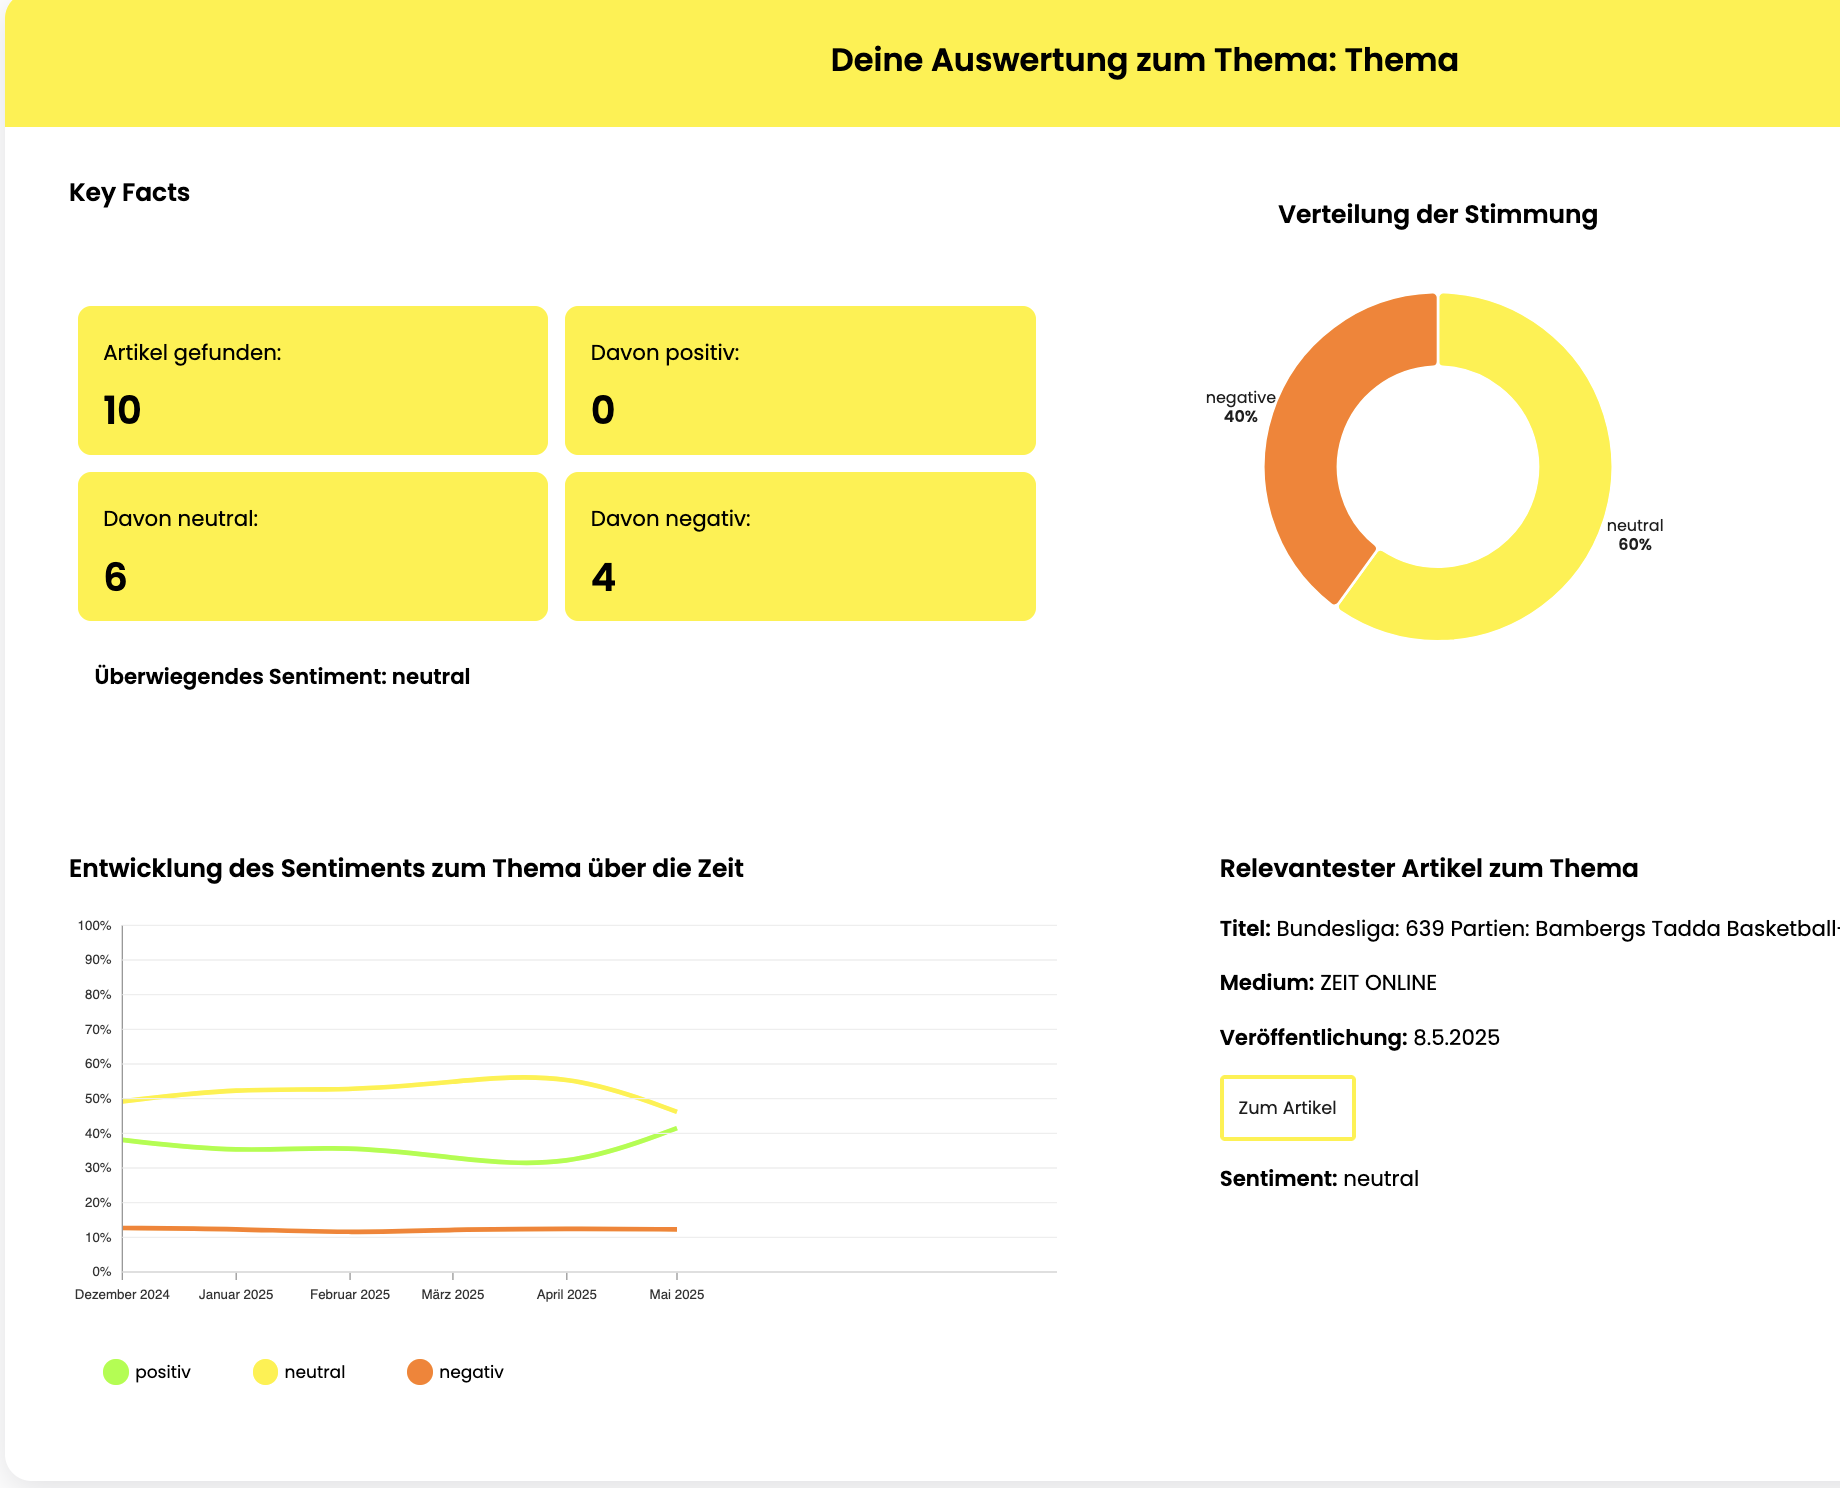 Deine Auswertung zum Thema: Thema
Key Facts
Artikel gefunden:
10
Davon positiv:
0
Davon neutral:
6
Davon negativ:
4
Überwiegendes Sentiment: neutral
Verteilung der Stimmung
negative
40%
neutral
60%
Entwicklung des Sentiments zum Thema über die Zeit
100%
90%
80%
70%
60%
50%
40%
30%
20%
10%
0%
Dezember 2024
Januar 2025
Februar 2025
März 2025
April 2025
Mai 2025
positiv
neutral
negativ
Relevantester Artikel zum Thema
Titel: Bundesliga: 639 Partien: Bambergs Tadda Basketball-
Medium: ZEIT ONLINE
Veröffentlichung: 8.5.2025
Zum Artikel
Sentiment: neutral